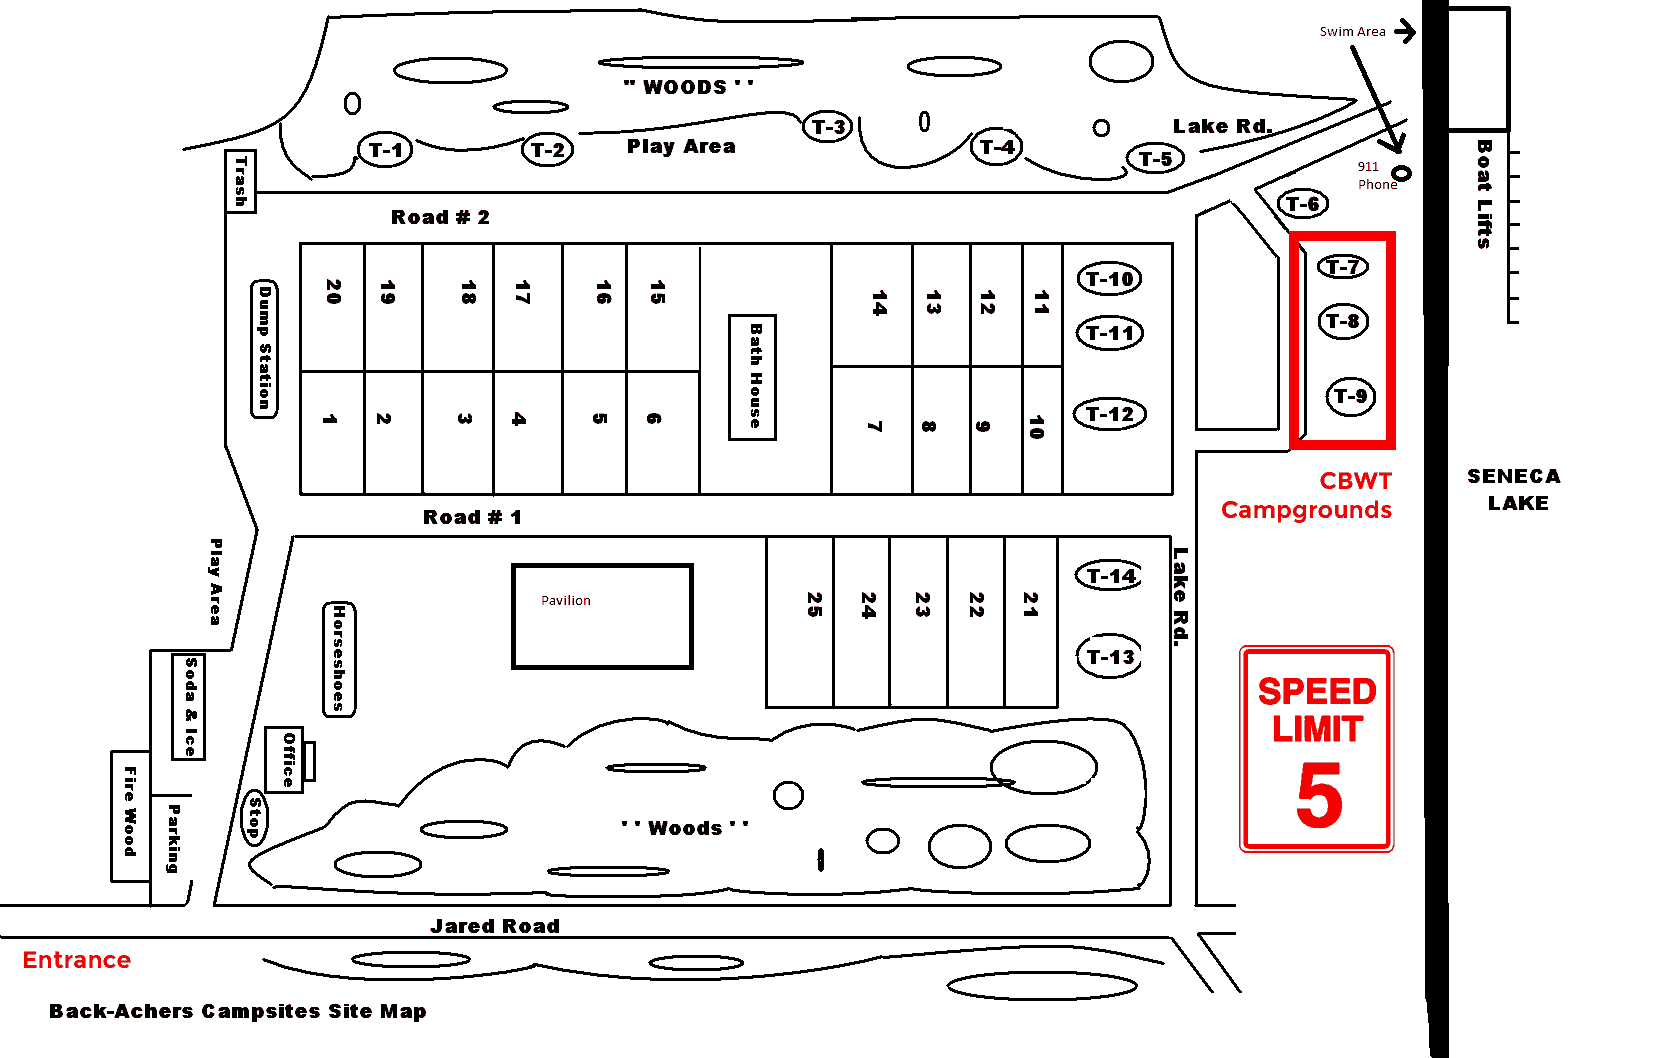 Swim Area
" WOODS ' '
Lake Rd.
T-1
T-2
T-3
T-4
T-5
Play Area
911
Phone
Trash
T-6
Boat Lifts
Road # 2
20
19
18
17
16
15
14
13
12
11
T-10
T-11
T-12
T-7
T-8
T-9
Dump Station
Bath House
1
2
3
4
5
6
7
8
9
10
CBWT
Campgrounds
SENECA
LAKE
Road # 1
Play Area
Horseshoes
Pavilion
25
24
23
22
21
T-14
T-13
Lake Rd.
Soda & Ice
Office
SPEED
LIMIT
5
Fire Wood
Parking
Stop
' ' Woods ' '
Jared Road
Entrance
Back-Achers Campsites Site Map